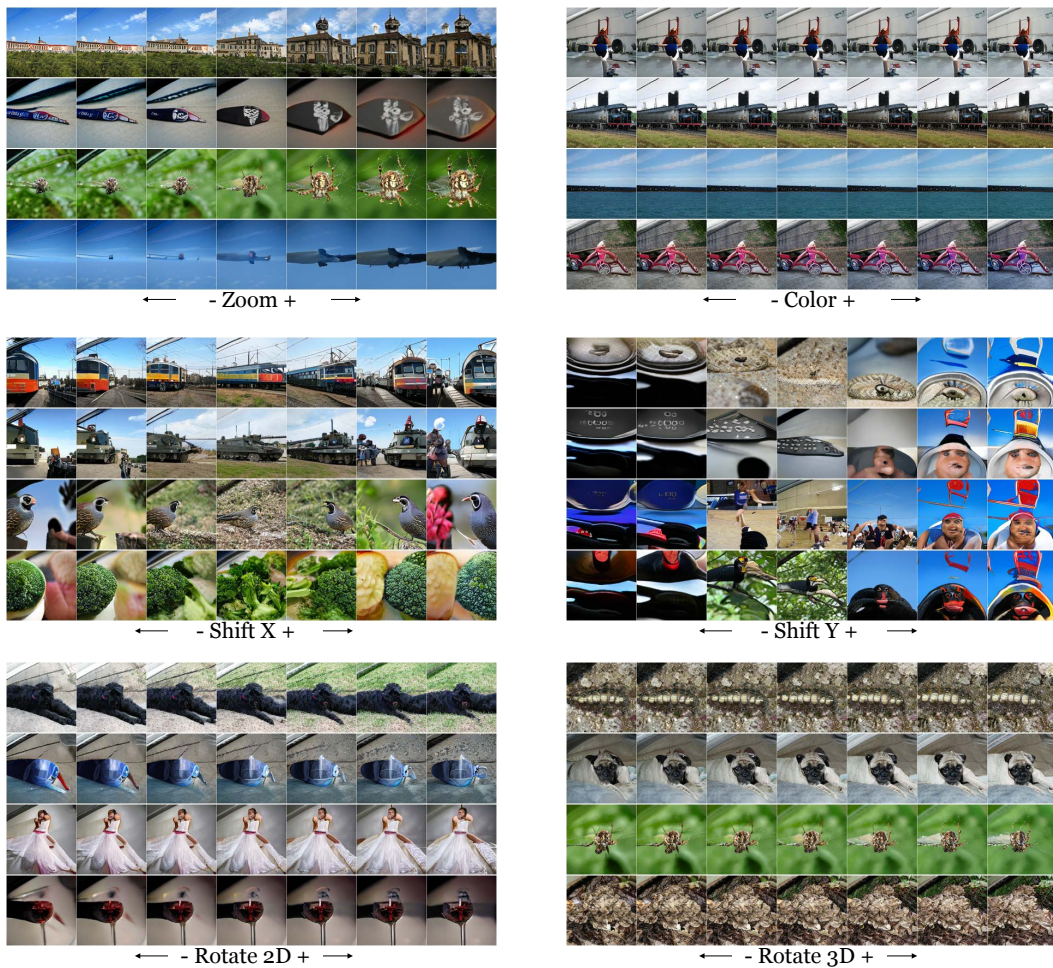 - Zoom +
- Color +
- Shift X +
- Shift Y +
- Rotate 2D +
- Rotate 3D +